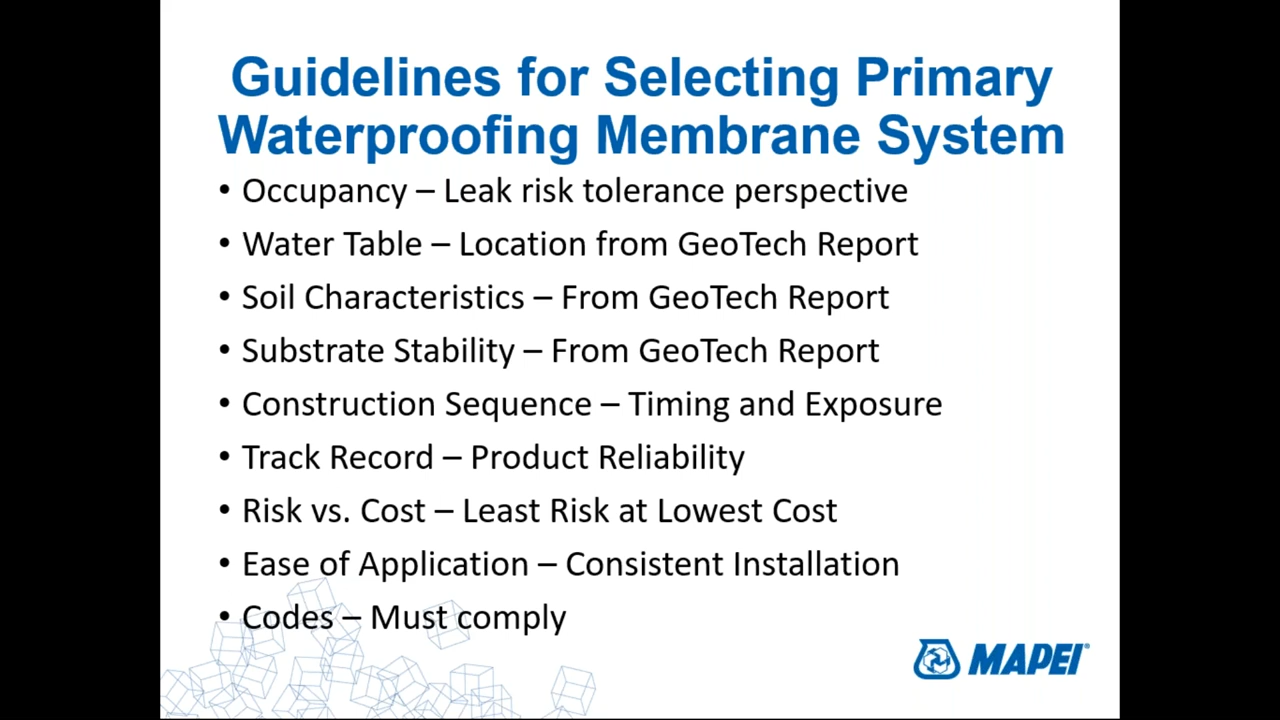 Guidelines for Selecting Primary
Waterproofing Membrane System
• Occupancy – Leak risk tolerance perspective
• Water Table – Location from GeoTech Report
• Soil Characteristics – From GeoTech Report
• Substrate Stability – From GeoTech Report
• Construction Sequence – Timing and Exposure
• Track Record – Product Reliability
• Risk vs. Cost – Least Risk at Lowest Cost
• Ease of Application – Consistent Installation
• Codes – Must comply
MAPEI®